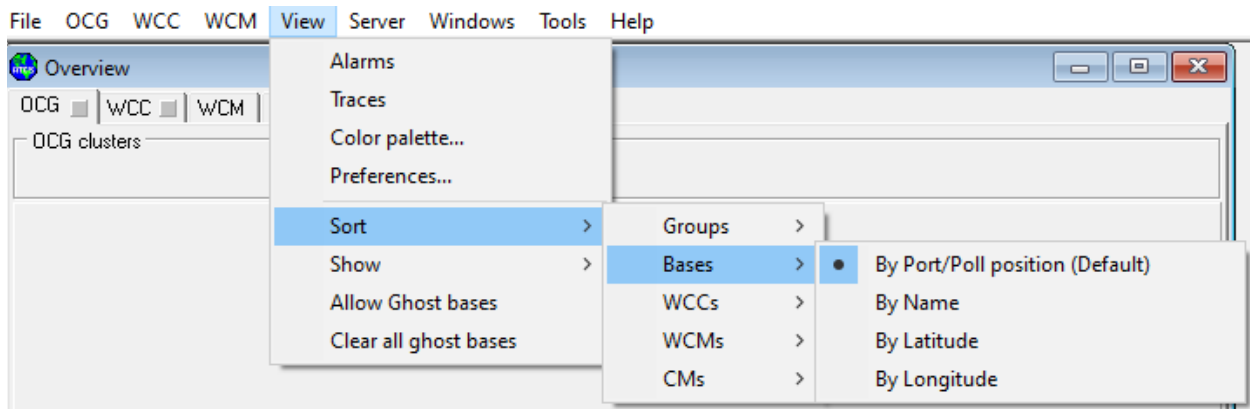 File OCG WCC WCM View Server Windows Tools Help
Overview
OCG WCC WCM
OCG clusters
Alarms
Traces
Color palette...
Preferences...
Sort
Show
Allow Ghost bases
Clear all ghost bases
Groups
Bases
WCCs
WCMs
CMs
By Port/Poll position (Default)
By Name
By Latitude
By Longitude